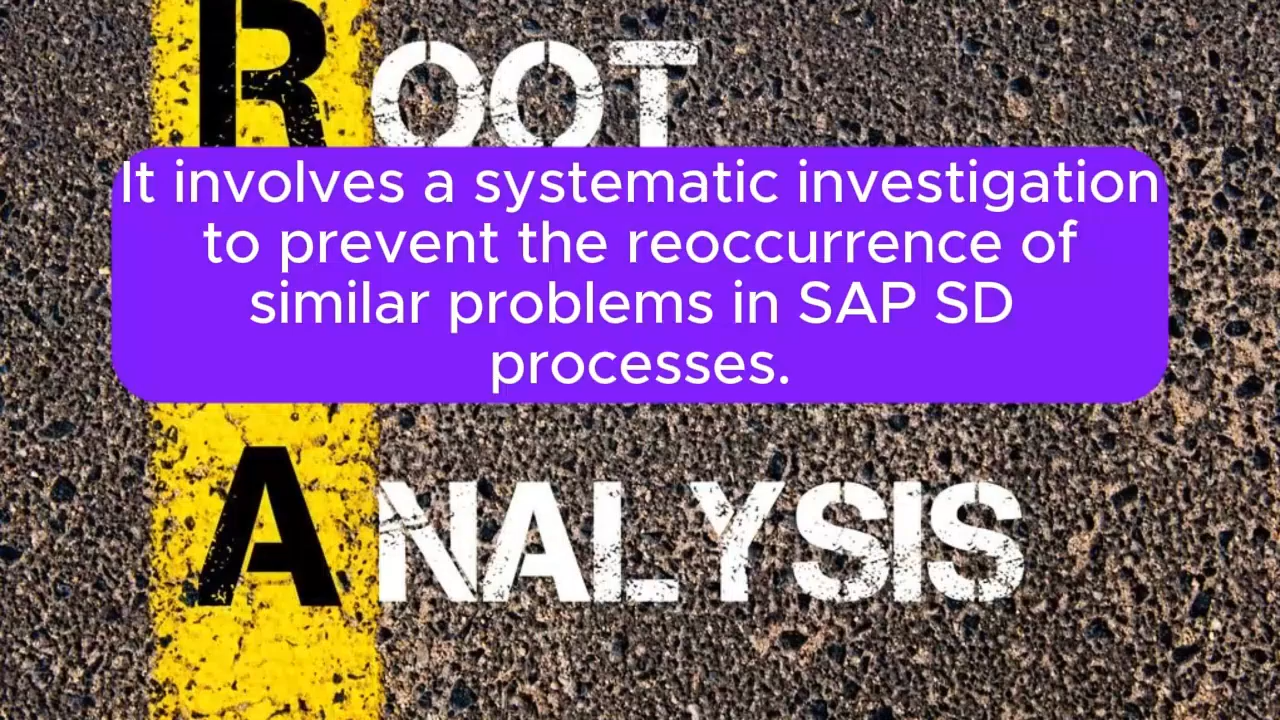 ROOT
It involves a systematic investigation
to prevent the reoccurrence of
similar problems in SAP SD
processes.
ANALYSIS